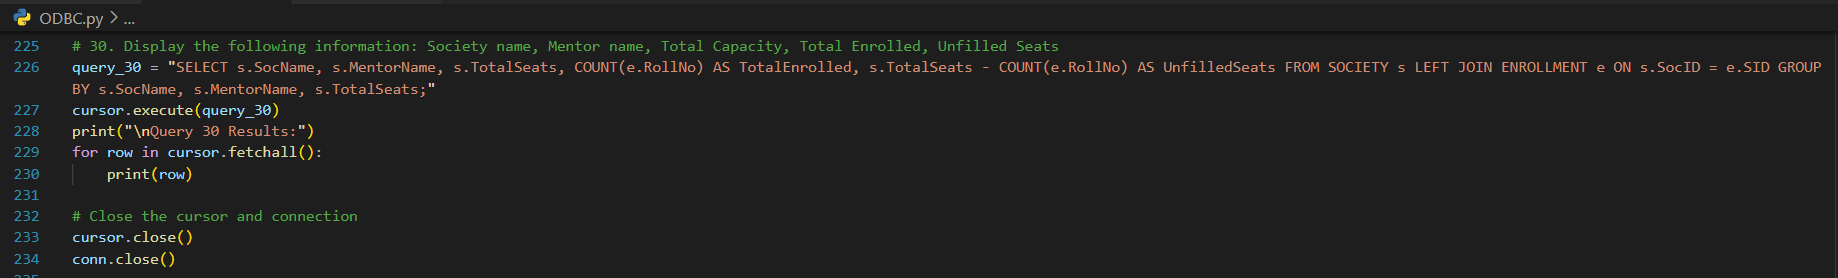 ODBC.py > ...
225 # 30. Display the following information: Society name, Mentor name, Total Capacity, Total Enrolled, Unfilled Seats
226 query_30 = "SELECT s.SocName, s.MentorName, s.TotalSeats, COUNT(e.RollNo) AS TotalEnrolled, s.TotalSeats - COUNT(e.RollNo) AS UnfilledSeats FROM SOCIETY s LEFT JOIN ENROLLMENT e ON s.SocID = e.SID GROUP
BY s.SocName, s.MentorName, s.TotalSeats;"
227 cursor.execute(query_30)
228 print("\nQuery 30 Results:")
229 for row in cursor.fetchall():
230     print(row)
231
232 # Close the cursor and connection
233 cursor.close()
234 conn.close()
235